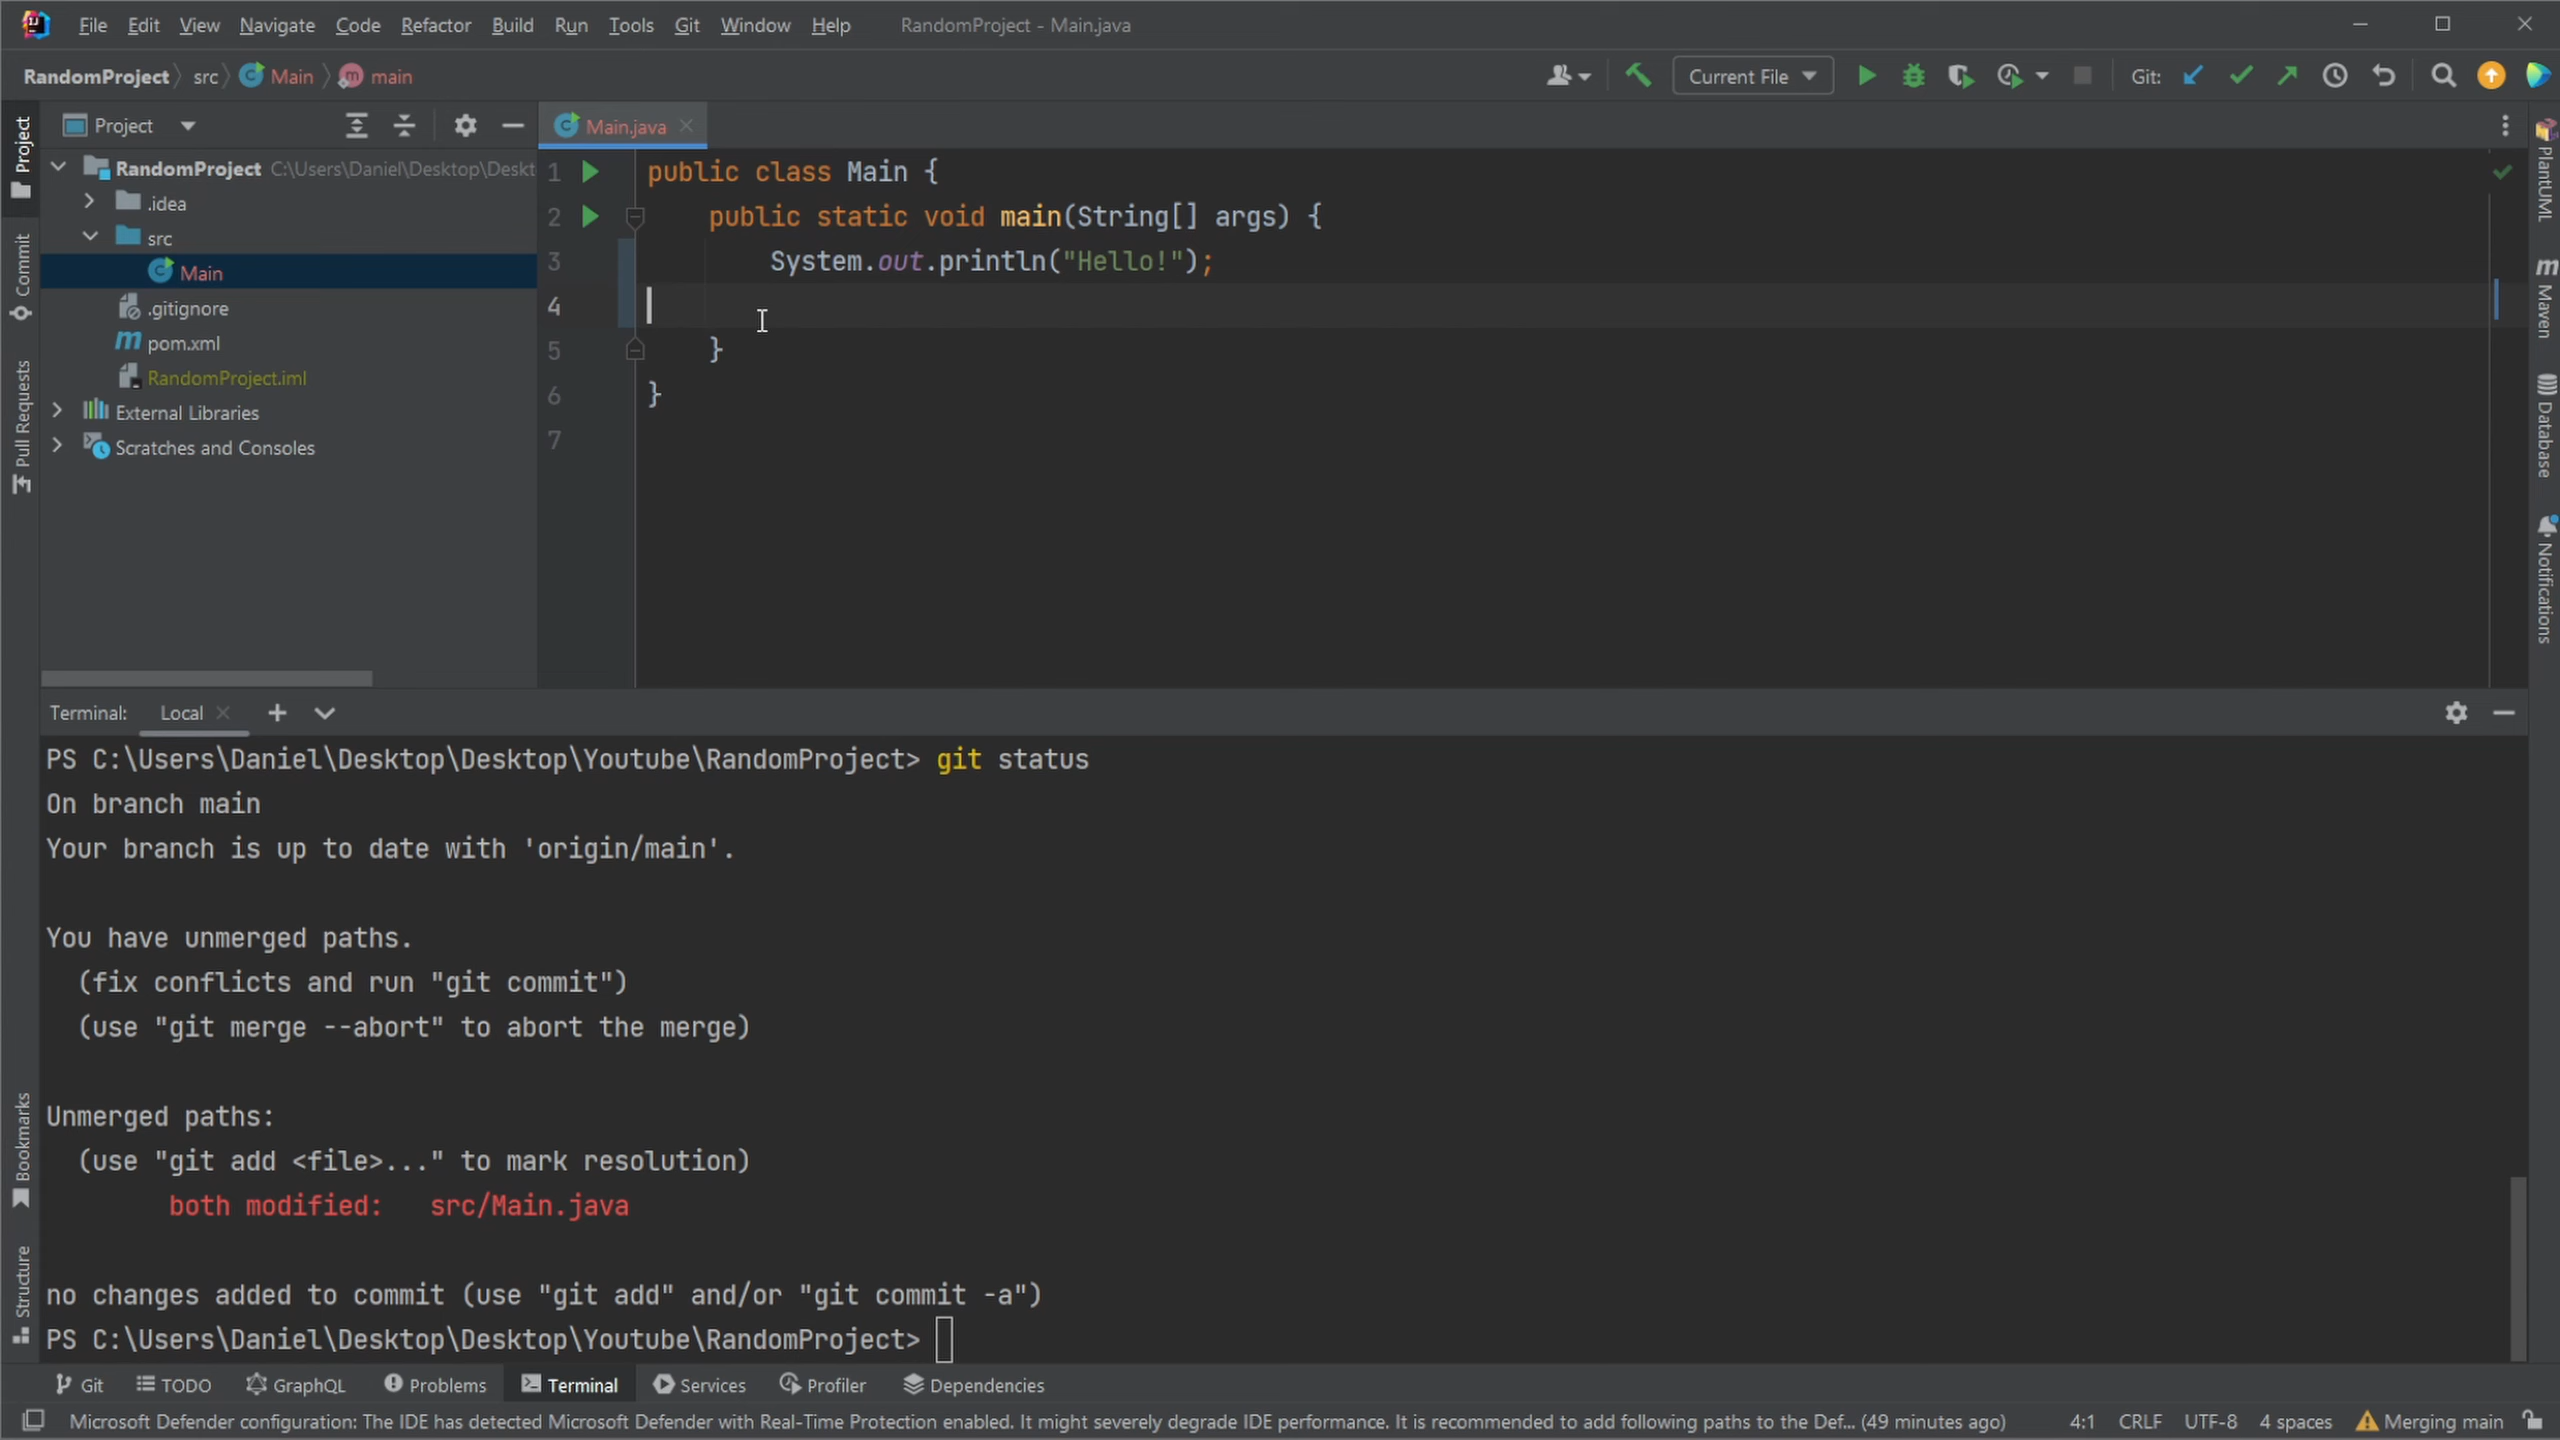 File Edit View Navigate Code Refactor Build Run Tools Git Window Help RandomProject - Main.java
RandomProject src Main main Current File Git:
Project
Main.java
RandomProject C:\Users\Daniel\Desktop\Deskt
.idea
src
Main
.gitignore
pom.xml
RandomProject.iml
External Libraries
Scratches and Consoles
1 public class Main {
2 public static void main(String[] args) {
3 System.out.println("Hello!");
4
5 }
6 }
7
Project
Commit
Pull Requests
Bookmarks
Structure
PlantUML
Maven
Database
Notifications
Terminal: Local
PS C:\Users\Daniel\Desktop\Desktop\Youtube\RandomProject> git status
On branch main
Your branch is up to date with 'origin/main'.
You have unmerged paths.
(fix conflicts and run "git commit")
(use "git merge --abort" to abort the merge)
Unmerged paths:
(use "git add <file>..." to mark resolution)
both modified: src/Main.java
no changes added to commit (use "git add" and/or "git commit -a")
PS C:\Users\Daniel\Desktop\Desktop\Youtube\RandomProject>
Git TODO GraphQL Problems Terminal Services Profiler Dependencies
Microsoft Defender configuration: The IDE has detected Microsoft Defender with Real-Time Protection enabled. It might severely degrade IDE performance. It is recommended to add following paths to the Def... (49 minutes ago) 4:1 CRLF UTF-8 4 spaces Merging main